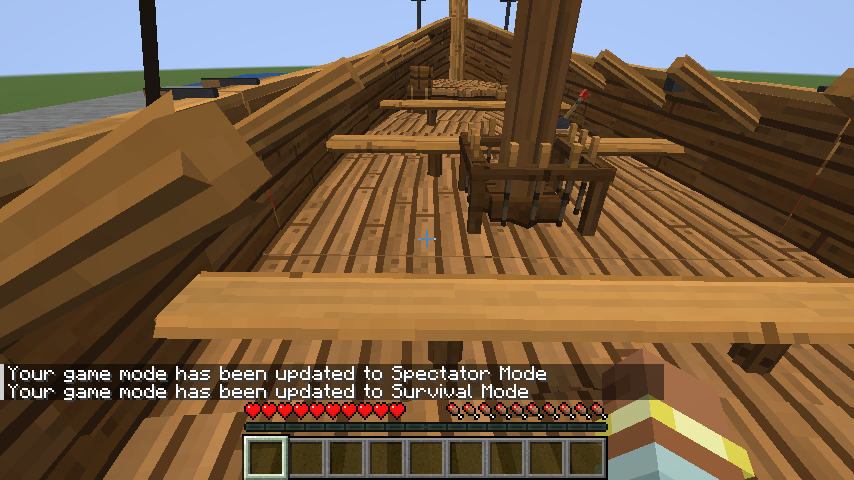 Your game mode has been updated to Spectator Mode
Your game mode has been updated to Survival Mode